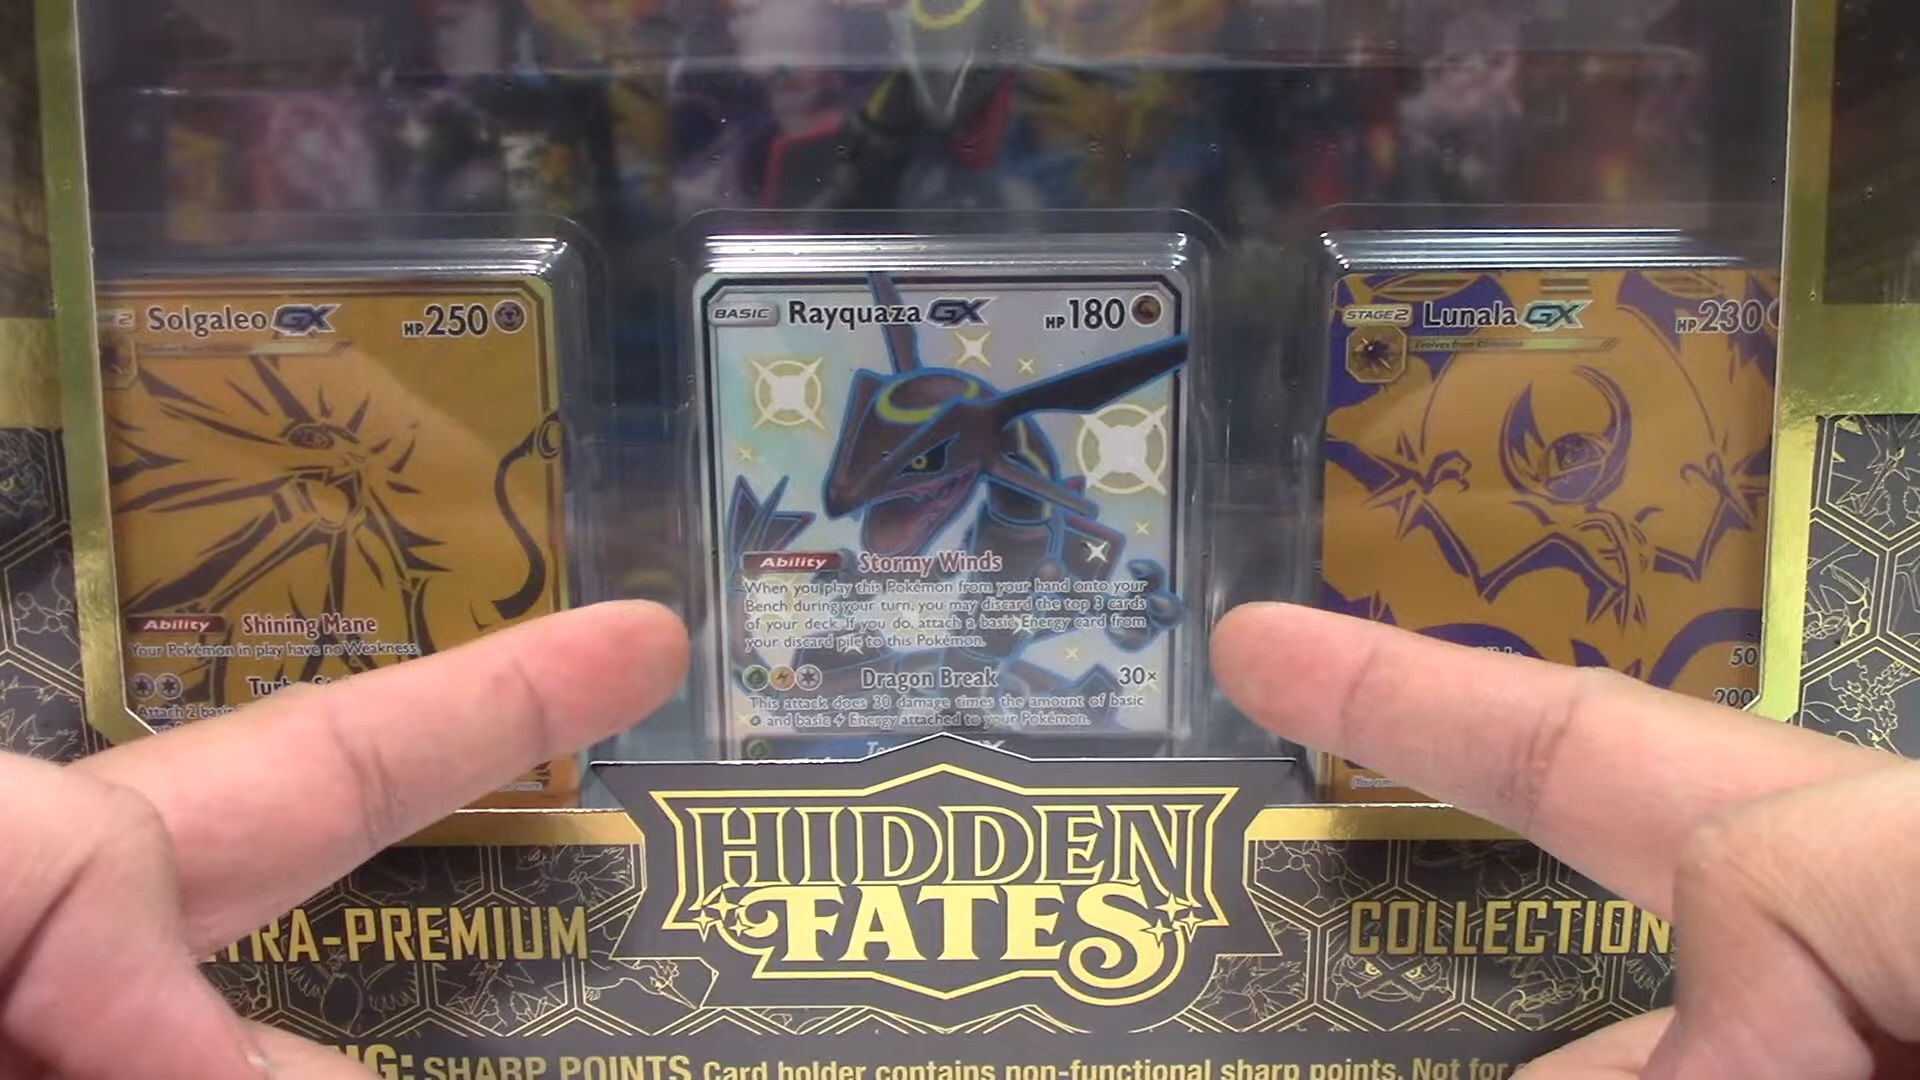 Solgaleo GX HP 250
Ability Shining Mane
Your Pokémon in play have no Weakness.
Attach 2
BASIC Rayquaza GX HP 180
Ability Stormy Winds
When you play this Pokémon from your hand onto your
Bench during your turn, you may discard the top 3 cards
of your deck. If you do, attach a basic Energy card from
your discard pile to this Pokémon.
Dragon Break 30×
This attack does 30 damage times the amount of basic
and basic Energy attached to your Pokémon.
STAGE 2 Lunala GX HP 230
Evolves from
50
200
HIDDEN
FATES
TRA-PREMIUM
COLLECTION
NG: SHARP POINTS Card holder contains non-functional sharp points. Not for